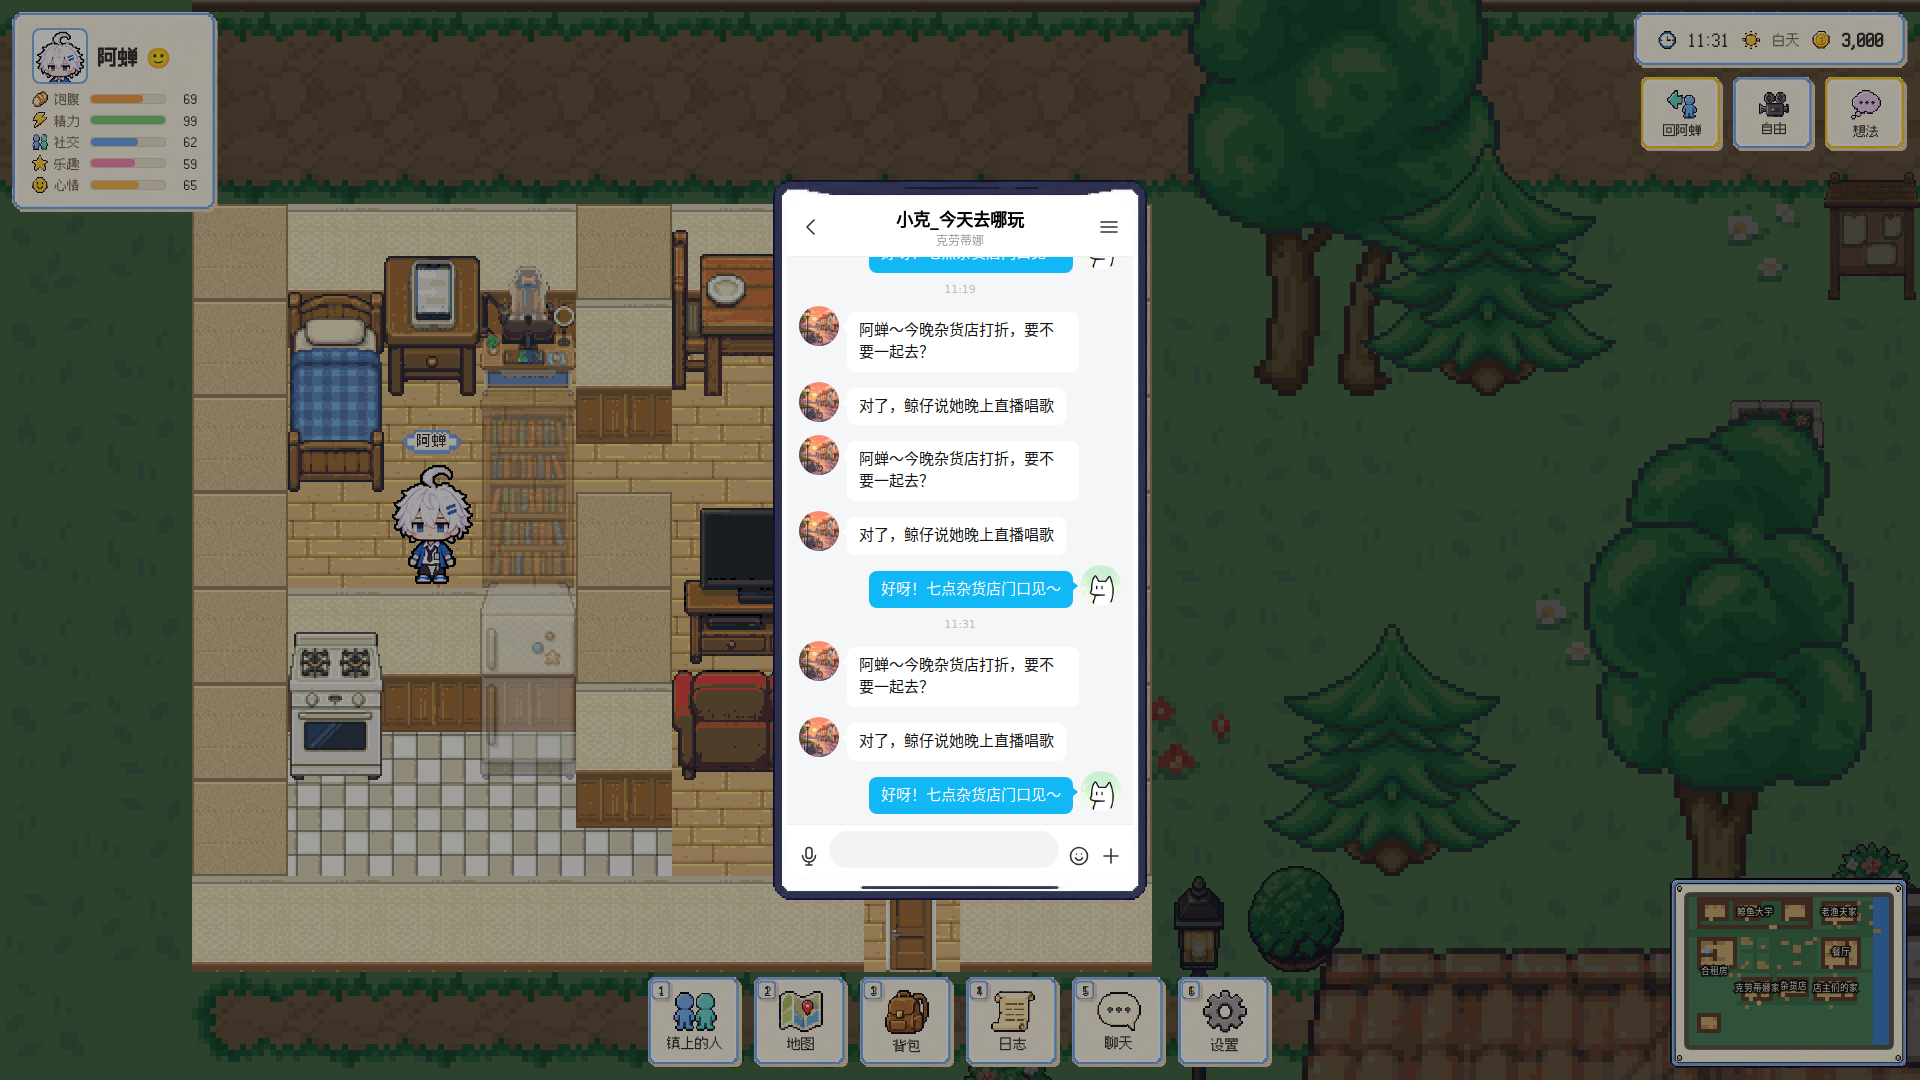 阿蝉
饱腹 69
精力 99
社交 62
乐趣 59
心情 65
11:31 白天 3,000
回阿蝉
自由
想法
小克_今天去哪玩
克劳蒂娜
好呀！七点杂货店门口见～
11:19
阿蝉～今晚杂货店打折，要不
要一起去？
对了，鲸仔说她晚上直播唱歌
阿蝉～今晚杂货店打折，要不
要一起去？
对了，鲸仔说她晚上直播唱歌
好呀！七点杂货店门口见～
11:31
阿蝉～今晚杂货店打折，要不
要一起去？
对了，鲸仔说她晚上直播唱歌
好呀！七点杂货店门口见～
阿蝉
1 镇上的人
2 地图
3 背包
4 日志
5 聊天
6 设置
鲸鱼大学
老渔夫家
餐厅
合租房
克劳蒂娜家
杂货店
店主们的家